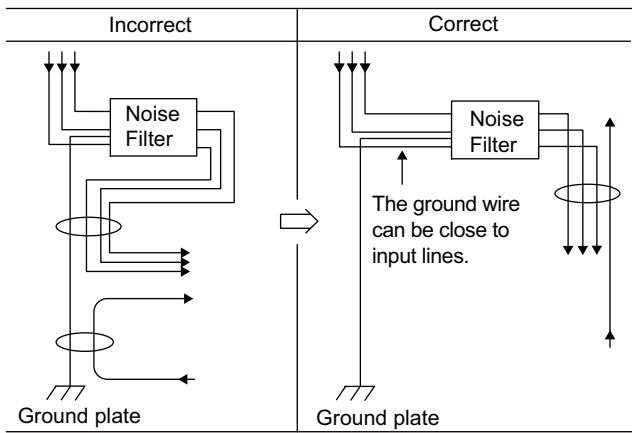 Incorrect
Correct
Noise
Filter
Noise
Filter
The ground wire
can be close to
input lines.
Ground plate
Ground plate